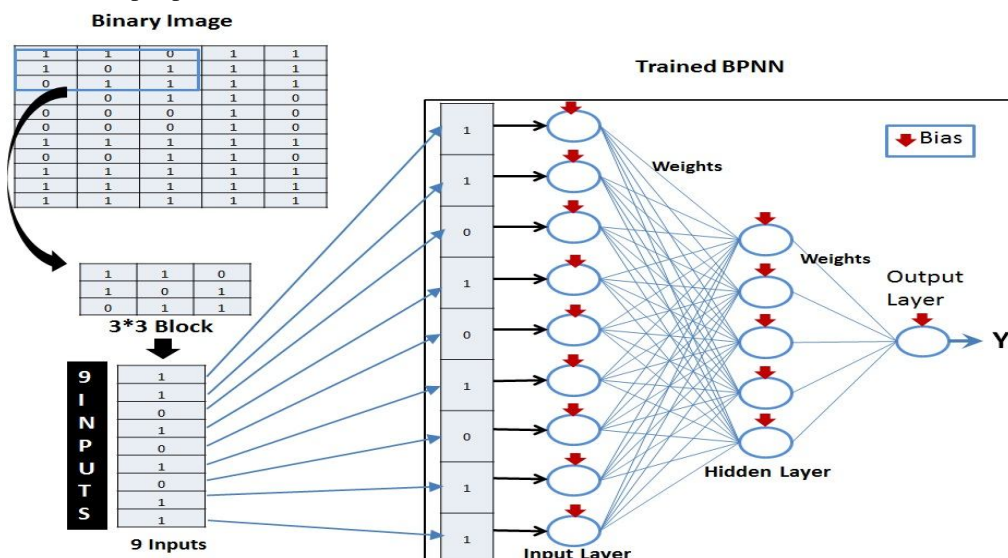 Binary Image
1 1 0 1 1
1 0 1 1 1
0 1 1 1 1
0 1 1 0
0 0 0 1 0
0 0 0 1 0
1 1 1 1 1
0 0 1 1 0
1 1 1 1 1
1 1 1 1 1
1 1 1 1 1
1 1 0
1 0 1
0 1 1
3*3 Block
9 INPUTS
1
1
0
1
0
1
0
1
1
9 Inputs
Trained BPNN
1
1
0
1
0
1
0
1
1
Input Layer
Weights
Hidden Layer
Weights
Bias
Output
Layer
Y